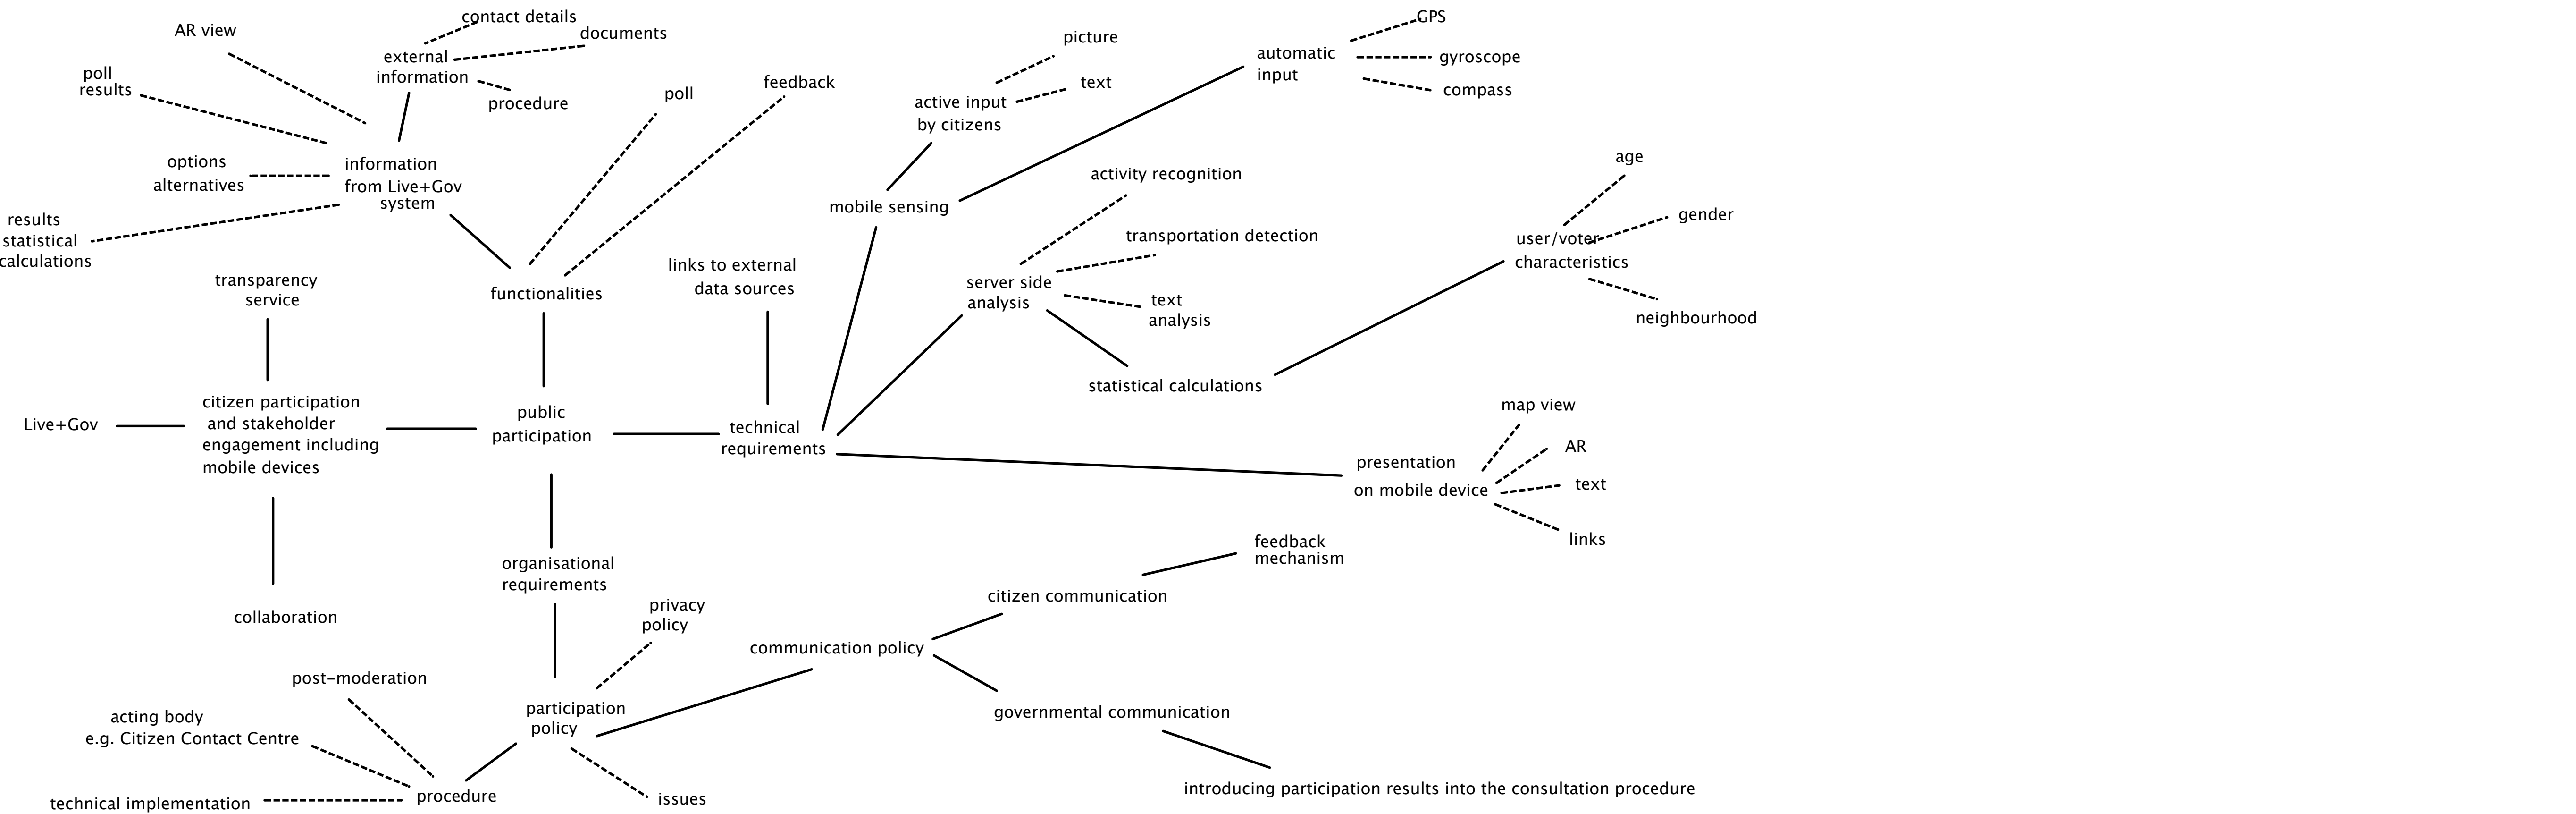 contact details
AR view
documents
external
information
poll
results
procedure
poll
feedback
picture
text
active input
by citizens
automatic
input
GPS
gyroscope
compass
options
alternatives
information
from Live+Gov
system
results
statistical
calculations
transparency
service
functionalities
links to external
data sources
mobile sensing
activity recognition
transportation detection
server side
analysis
text
analysis
statistical calculations
age
gender
user/voter
characteristics
neighbourhood
Live+Gov
citizen participation
and stakeholder
engagement including
mobile devices
public
participation
technical
requirements
map view
AR
presentation
on mobile device
text
links
organisational
requirements
collaboration
privacy
policy
feedback
mechanism
citizen communication
communication policy
governmental communication
introducing participation results into the consultation procedure
post-moderation
participation
policy
acting body
e.g. Citizen Contact Centre
technical implementation
procedure
issues